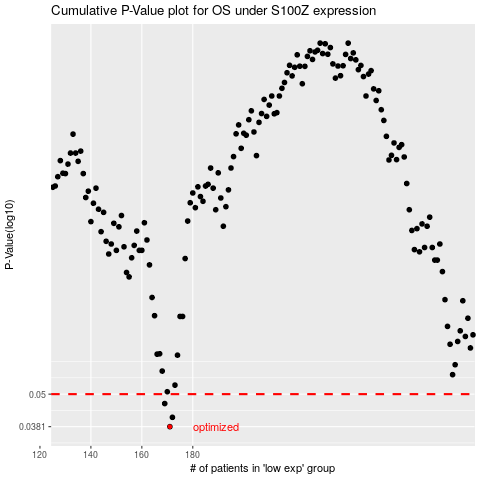 Cumulative P-Value plot for OS under S100Z expression
P-Value(log10)
0.05
0.0381
optimized
120 140 160 180
# of patients in 'low exp' group